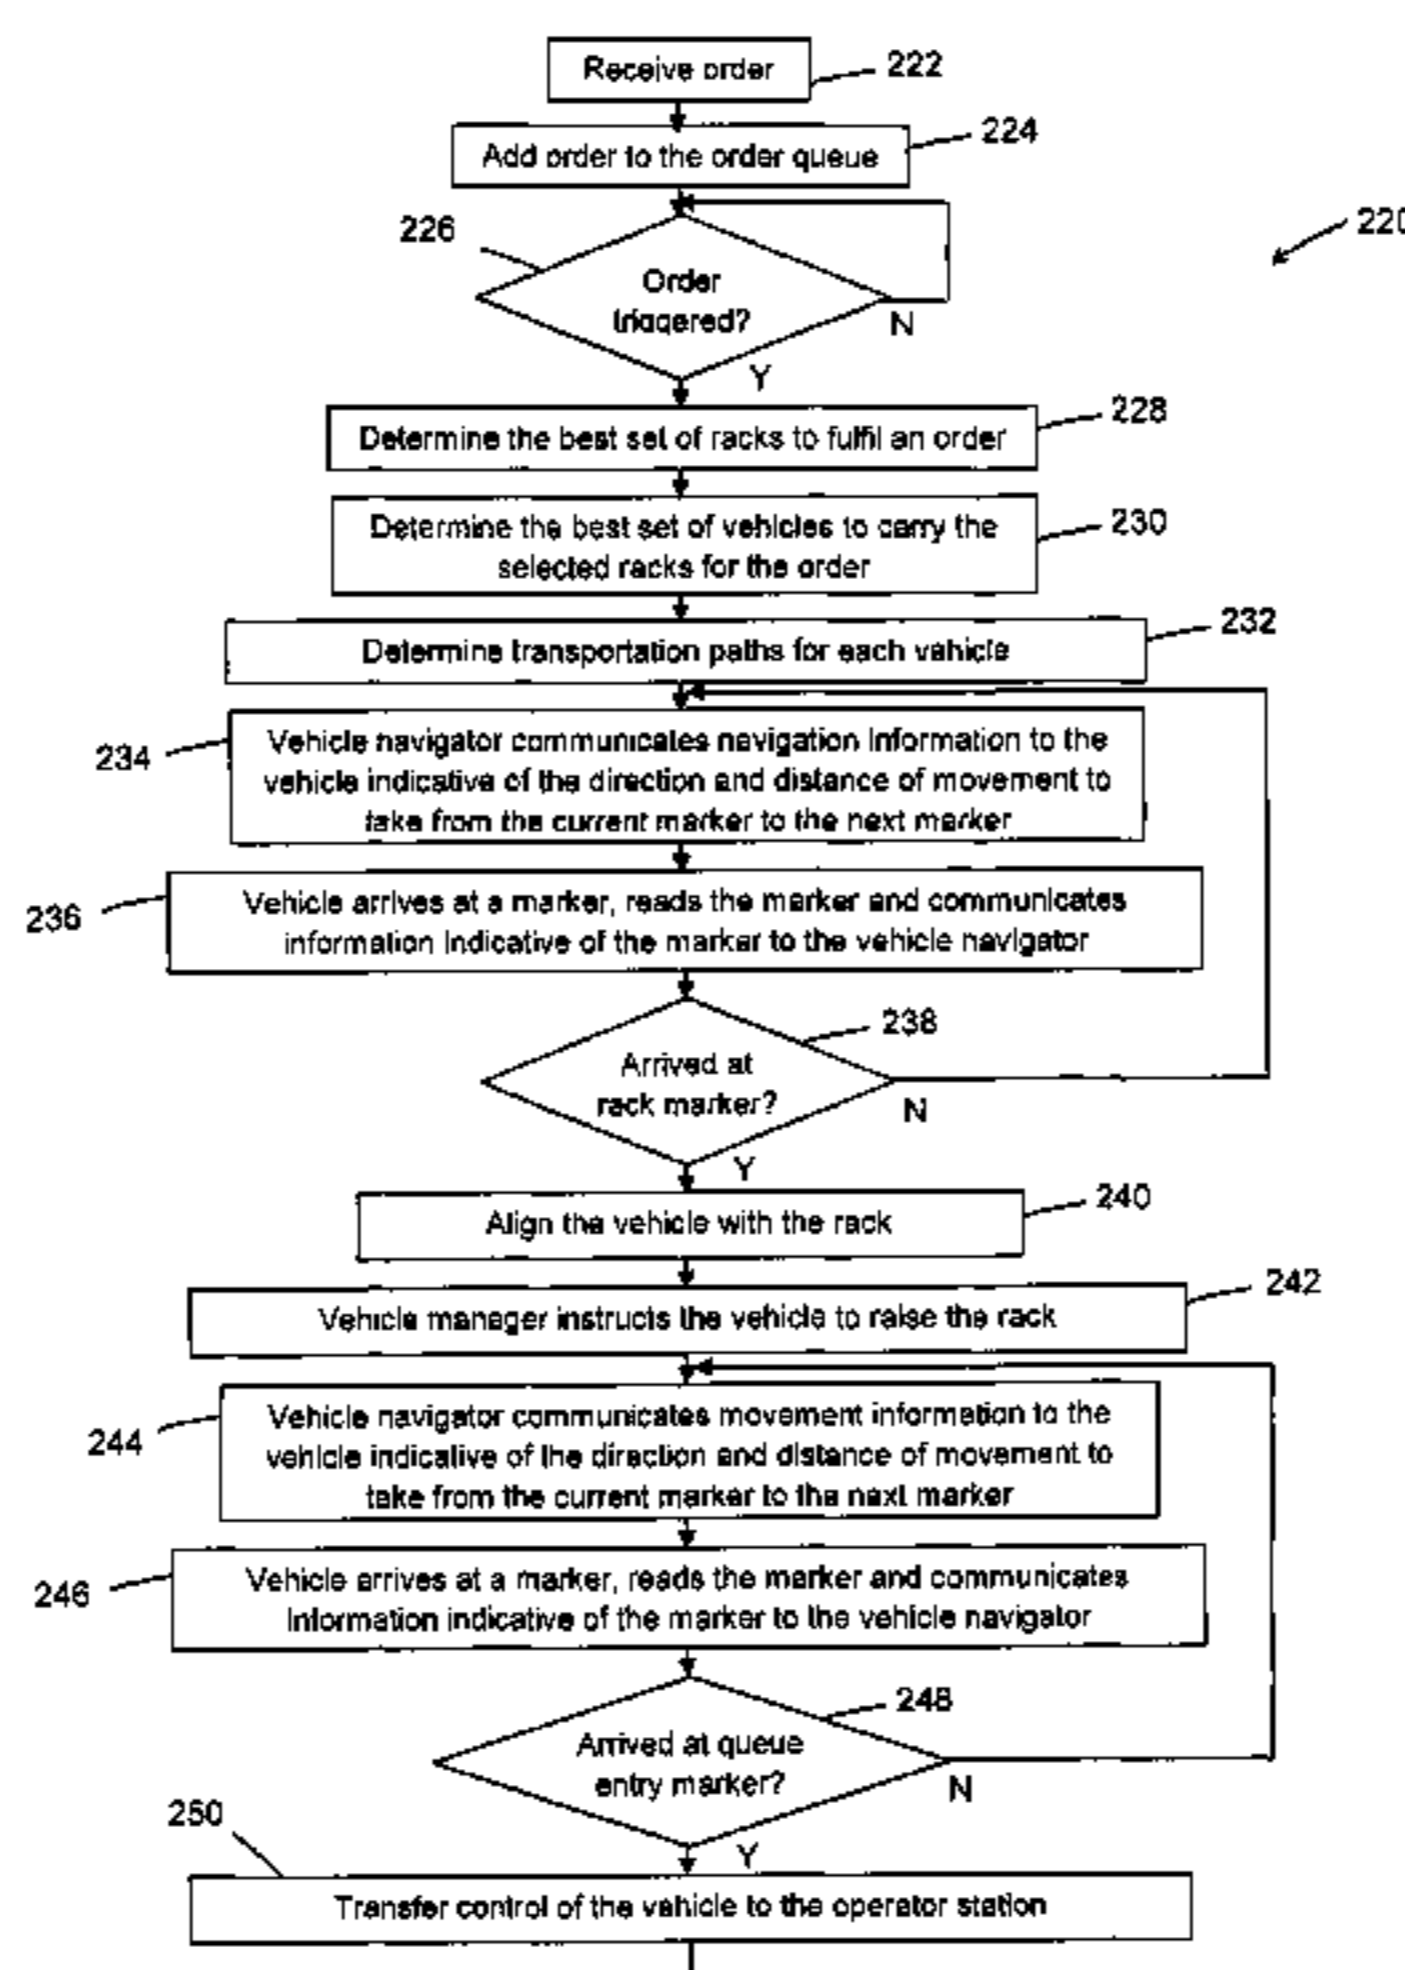 Receive order
222
Add order to the order queue
224
226
220
Order
triggered?
N
Y
Determine the best set of racks to fulfil an order
228
Determine the best set of vehicles to carry the
selected racks for the order
230
Determine transportation paths for each vehicle
232
234
Vehicle navigator communicates navigation information to the
vehicle indicative of the direction and distance of movement to
take from the current marker to the next marker
236
Vehicle arrives at a marker, reads the marker and communicates
information indicative of the marker to the vehicle navigator
238
Arrived at
rack marker?
N
Y
Align the vehicle with the rack
240
Vehicle manager instructs the vehicle to raise the rack
242
244
Vehicle navigator communicates movement information to the
vehicle indicative of the direction and distance of movement to
take from the current marker to the next marker
246
Vehicle arrives at a marker, reads the marker and communicates
information indicative of the marker to the vehicle navigator
248
Arrived at queue
entry marker?
N
250
Y
Transfer control of the vehicle to the operator station